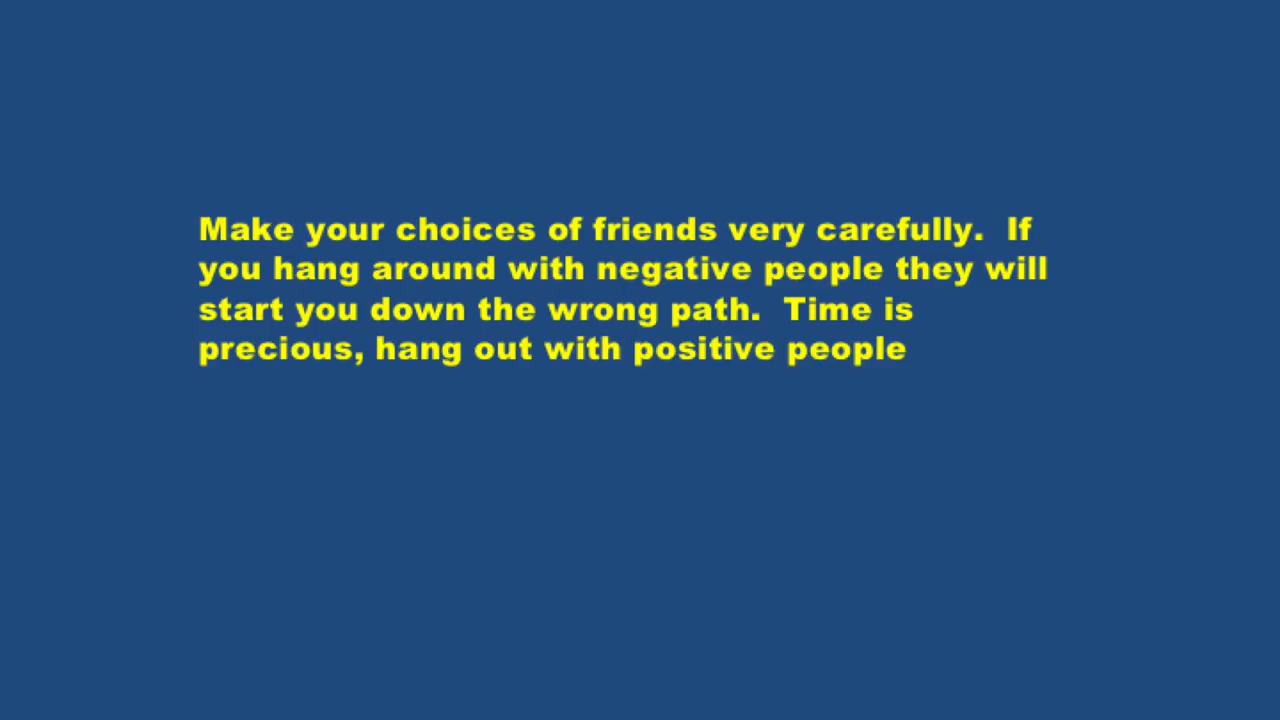 Make your choices of friends very carefully.  If
you hang around with negative people they will
start you down the wrong path.  Time is
precious, hang out with positive people